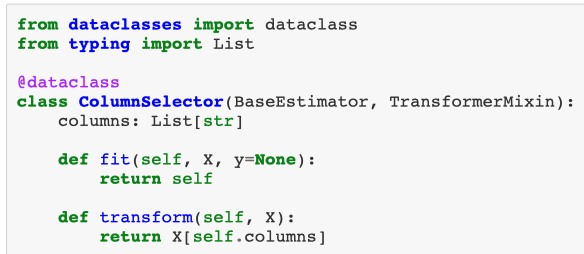 from dataclasses import dataclass
from typing import List

@dataclass
class ColumnSelector(BaseEstimator, TransformerMixin):
    columns: List[str]

    def fit(self, X, y=None):
        return self

    def transform(self, X):
        return X[self.columns]